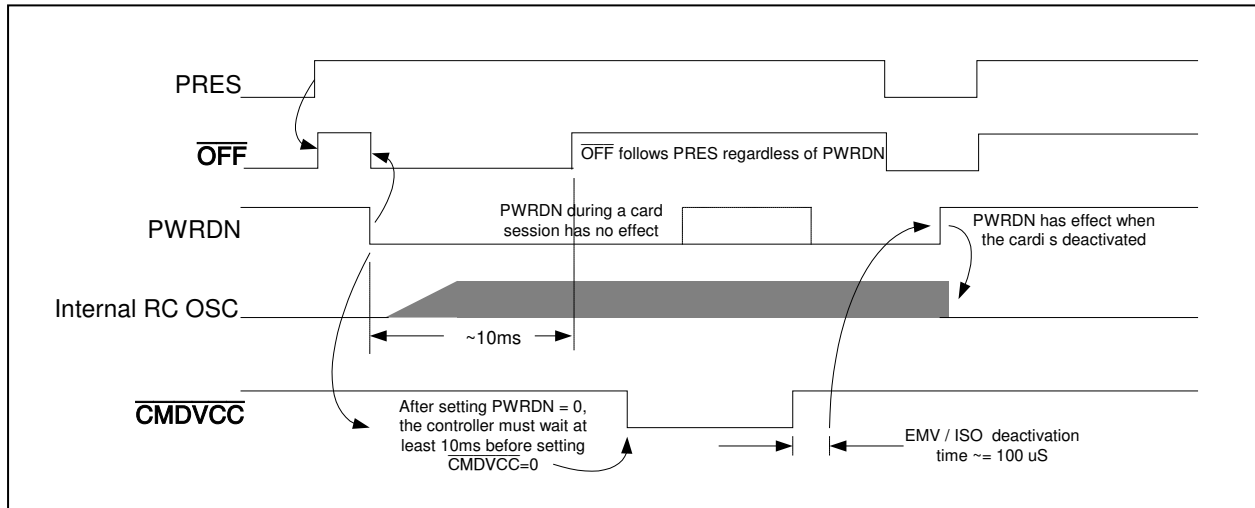 PRES
OFF
OFF follows PRES regardless of PWRDN
PWRDN
PWRDN during a card
session has no effect
PWRDN has effect when
the cardi s deactivated
Internal RC OSC
~10ms
CMDVCC
After setting PWRDN = 0,
the controller must wait at
least 10ms before setting
CMDVCC=0
EMV / ISO deactivation
time ~= 100 uS